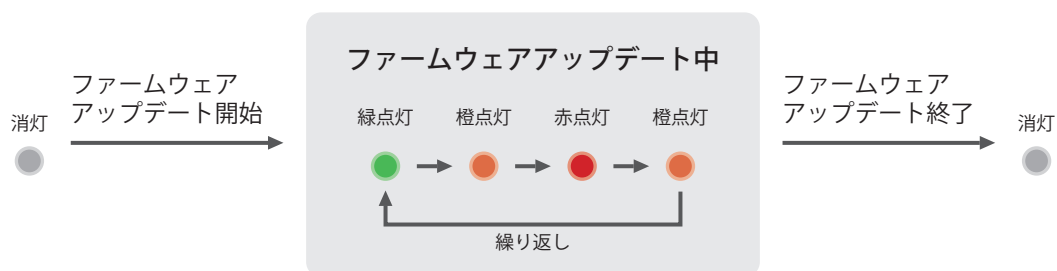 消灯
ファームウェア
アップデート開始
ファームウェアアップデート中
緑点灯
橙点灯
赤点灯
橙点灯
繰り返し
ファームウェア
アップデート終了
消灯